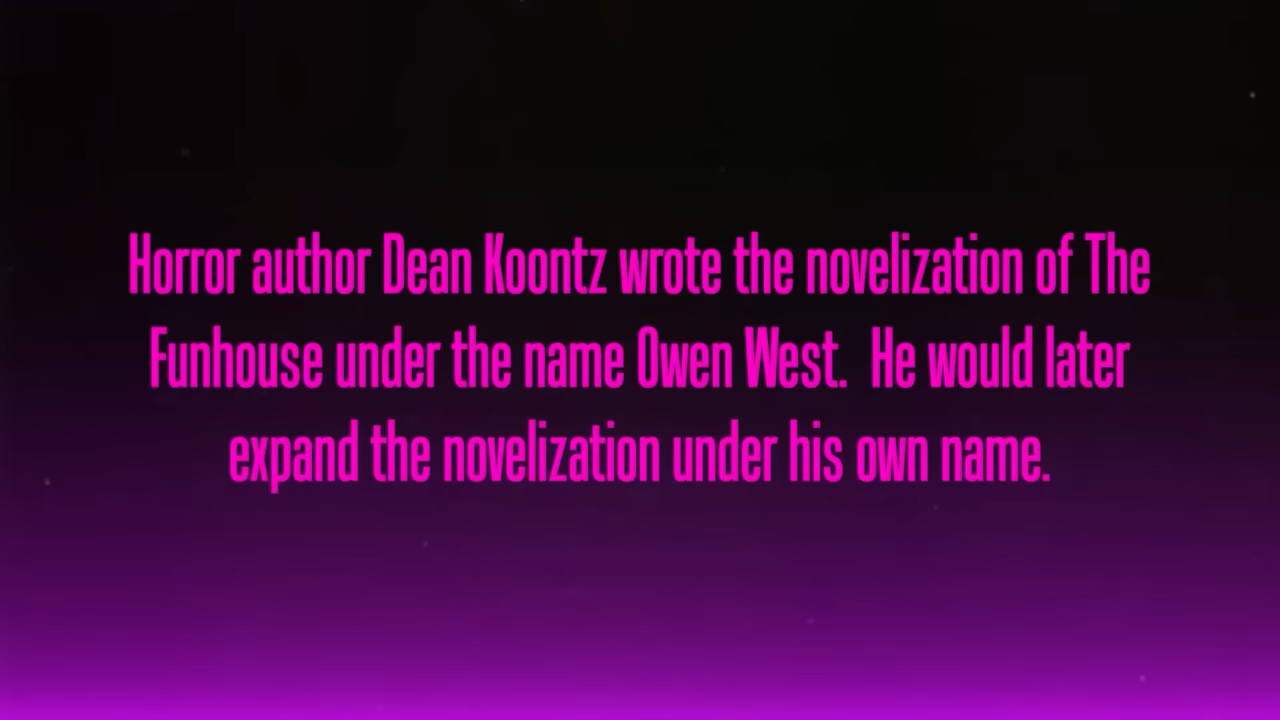 Horror author Dean Koontz wrote the novelization of The
Funhouse under the name Owen West.  He would later
expand the novelization under his own name.